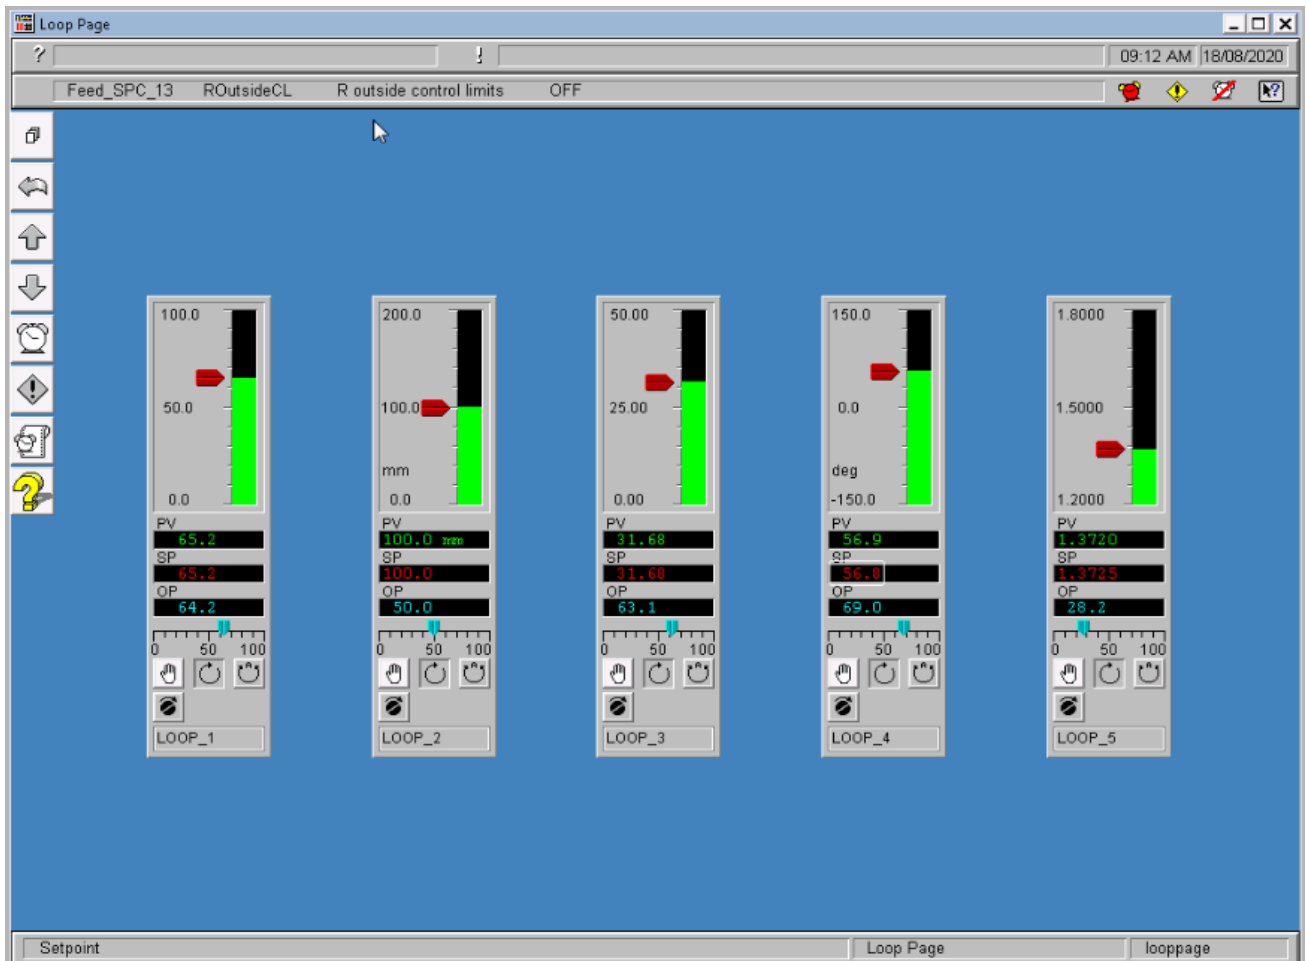 Loop Page
? ! 09:12 AM 18/08/2020
Feed_SPC_13 ROutsideCL R outside control limits OFF
100.0
50.0
0.0
PV
65.2
SP
65.2
OP
64.2
0 50 100
LOOP_1
200.0
100.0
mm
0.0
PV
100.0 mm
SP
100.0
OP
50.0
0 50 100
LOOP_2
50.00
25.00
0.00
PV
31.68
SP
31.68
OP
63.1
0 50 100
LOOP_3
150.0
0.0
deg
-150.0
PV
56.9
SP
56.8
OP
69.0
0 50 100
LOOP_4
1.8000
1.5000
1.2000
PV
1.3720
SP
1.3725
OP
28.2
0 50 100
LOOP_5
Setpoint Loop Page looppage